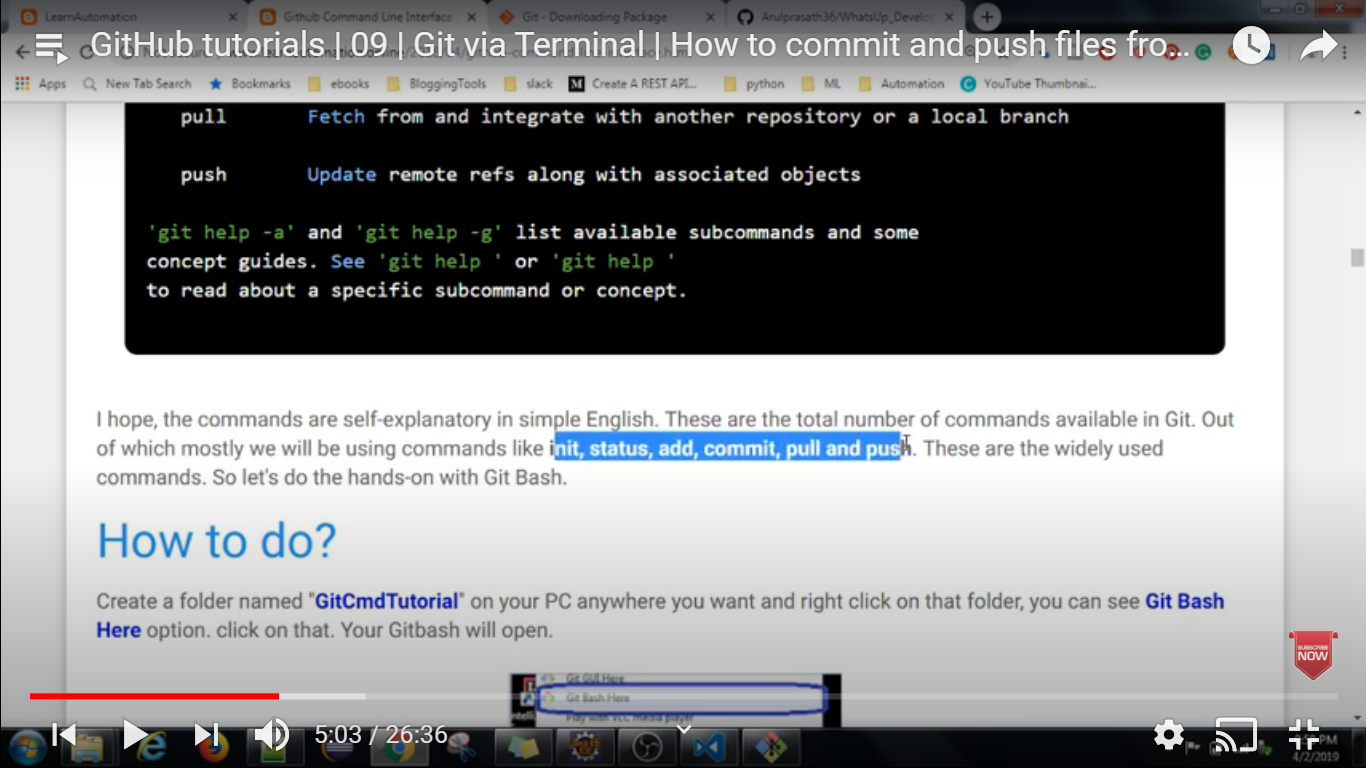 LearnAutomation
Github Command Line Interface
Git - Downloading Package
Arulprasath36/WhatsUp_Develop
GitHub tutorials | 09 | Git via Terminal | How to commit and push files fro...
Apps
New Tab Search
Bookmarks
ebooks
BloggingTools
slack
M
Create A REST API...
python
ML
Automation
YouTube Thumbnai...
pull Fetch from and integrate with another repository or a local branch
push Update remote refs along with associated objects
'git help -a' and 'git help -g' list available subcommands and some
concept guides. See 'git help ' or 'git help '
to read about a specific subcommand or concept.
I hope, the commands are self-explanatory in simple English. These are the total number of commands available in Git. Out
of which mostly we will be using commands like init, status, add, commit, pull and push. These are the widely used
commands. So let's do the hands-on with Git Bash.
How to do?
Create a folder named "GitCmdTutorial" on your PC anywhere you want and right click on that folder, you can see Git Bash
Here option. click on that. Your Gitbash will open.
SUBSCRIBE
NOW
Git GUI Here
Git Bash Here
Play with VLC media player
5:03 / 26:36
PM
4/2/2019